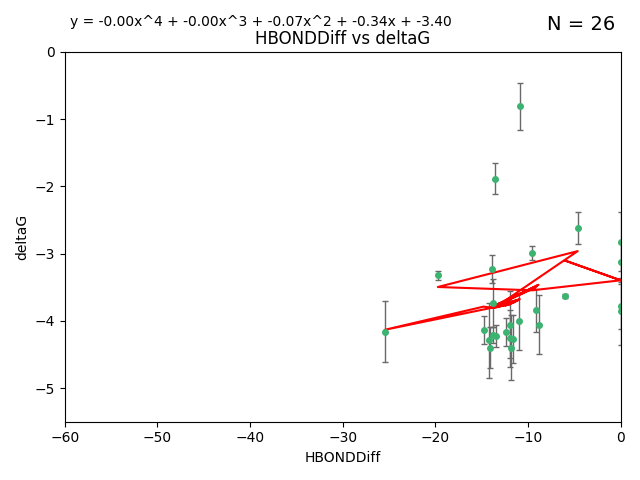 y = -0.00x^4 + -0.00x^3 + -0.07x^2 + -0.34x + -3.40
N = 26
HBONDDiff vs deltaG
0
−1
−2
−3
−4
−5
deltaG
−60 −50 −40 −30 −20 −10 0
HBONDDiff